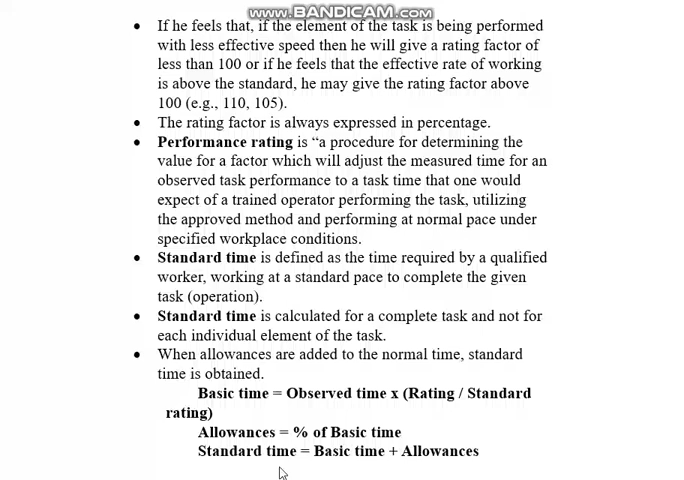 www.BANDICAM.com
• If he feels that, if the element of the task is being performed
with less effective speed then he will give a rating factor of
less than 100 or if he feels that the effective rate of working
is above the standard, he may give the rating factor above
100 (e.g., 110, 105).
• The rating factor is always expressed in percentage.
• Performance rating is “a procedure for determining the
value for a factor which will adjust the measured time for an
observed task performance to a task time that one would
expect of a trained operator performing the task, utilizing
the approved method and performing at normal pace under
specified workplace conditions.
• Standard time is defined as the time required by a qualified
worker, working at a standard pace to complete the given
task (operation).
• Standard time is calculated for a complete task and not for
each individual element of the task.
• When allowances are added to the normal time, standard
time is obtained.
Basic time = Observed time x (Rating / Standard
rating)
Allowances = % of Basic time
Standard time = Basic time + Allowances